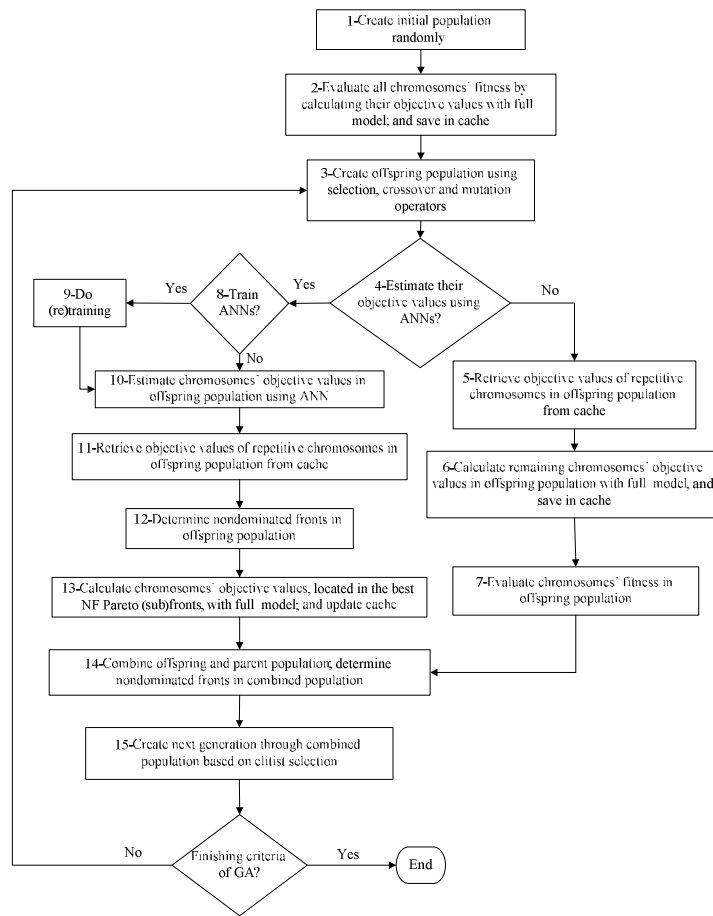 1-Create initial population
randomly
2-Evaluate all chromosomes' fitness by
calculating their objective values with full
model; and save in cache
3-Create offspring population using
selection, crossover and mutation
operators
4-Estimate their
objective values using
ANNs?
Yes
No
8-Train
ANNs?
Yes
No
9-Do
(re)training
10-Estimate chromosomes' objective values in
offspring population using ANN
5-Retrieve objective values of repetitive
chromosomes in offspring population
from cache
11-Retrieve objective values of repetitive chromosomes in
offspring population from cache
6-Calculate remaining chromosomes' objective
values in offspring population with full model, and
save in cache
12-Determine nondominated fronts in
offspring population
13-Calculate chromosomes' objective values, located in the best
NF Pareto (sub)fronts, with full model; and update cache
7-Evaluate chromosomes' fitness in
offspring population
14-Combine offspring and parent population; determine
nondominated fronts in combined population
15-Create next generation through combined
population based on elitist selection
Finishing criteria
of GA?
No
Yes
End